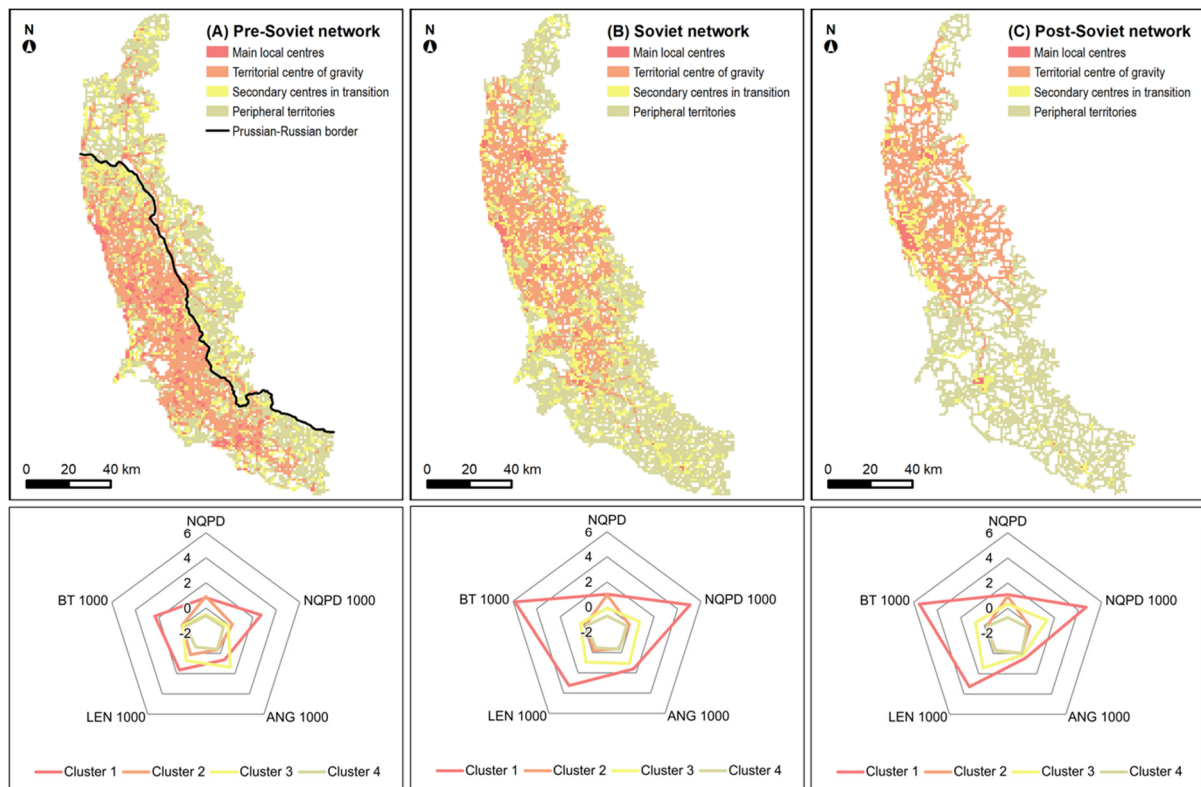 N
(A) Pre-Soviet network
Main local centres
Territorial centre of gravity
Secondary centres in transition
Peripheral territories
Prussian-Russian border
0 20 40 km
N
(B) Soviet network
Main local centres
Territorial centre of gravity
Secondary centres in transition
Peripheral territories
0 20 40 km
N
(C) Post-Soviet network
Main local centres
Territorial centre of gravity
Secondary centres in transition
Peripheral territories
0 20 40 km
NQPD
6
4
2
0
-2
BT 1000
NQPD 1000
LEN 1000
ANG 1000
Cluster 1 Cluster 2 Cluster 3 Cluster 4
NQPD
6
4
2
0
-2
BT 1000
NQPD 1000
LEN 1000
ANG 1000
Cluster 1 Cluster 2 Cluster 3 Cluster 4
NQPD
6
4
2
0
-2
BT 1000
NQPD 1000
LEN 1000
ANG 1000
Cluster 1 Cluster 2 Cluster 3 Cluster 4